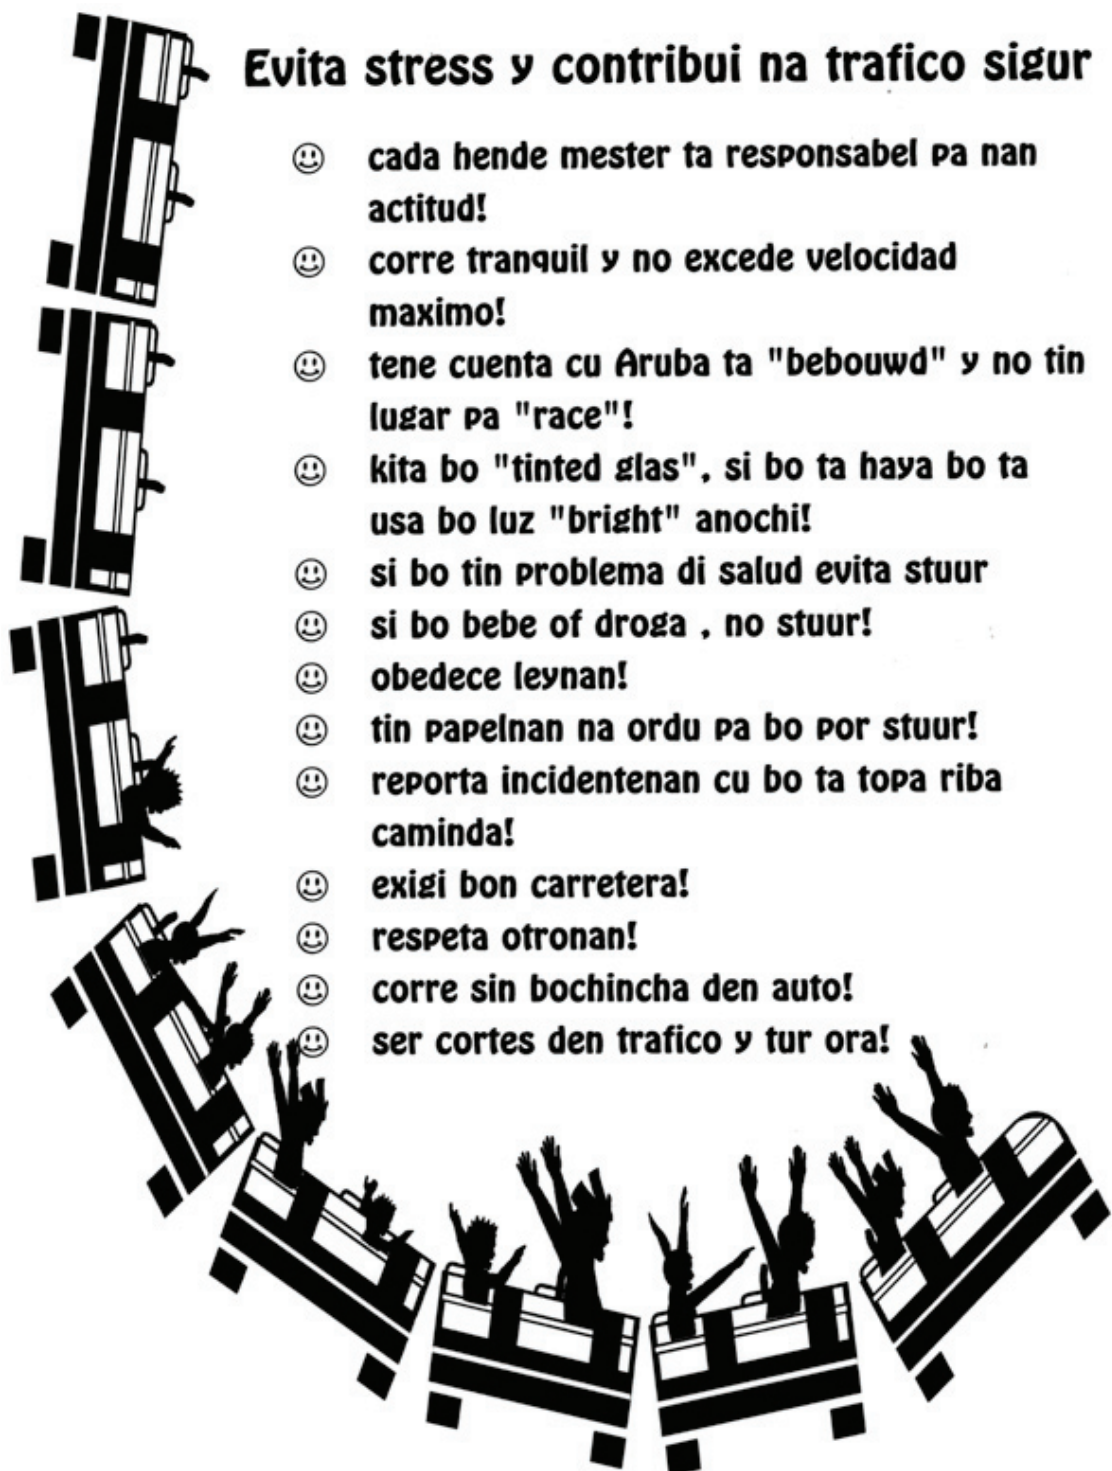 Evita stress y contribui na trafico sigur
cada hende mester ta responsabel pa nan
actitud!
corre tranquil y no excede velocidad
maximo!
tene cuenta cu Aruba ta "bebouwd" y no tin
lugar pa "race"!
kita bo "tinted glas", si bo ta haya bo ta
usa bo luz "bright" anochi!
si bo tin problema di salud evita stuur
si bo bebe of droga , no stuur!
obedece leynan!
tin papelnan na ordu pa bo por stuur!
reporta incidentenan cu bo ta topa riba
caminda!
exigi bon carretera!
respeta otronan!
corre sin bochincha den auto!
ser cortes den trafico y tur ora!